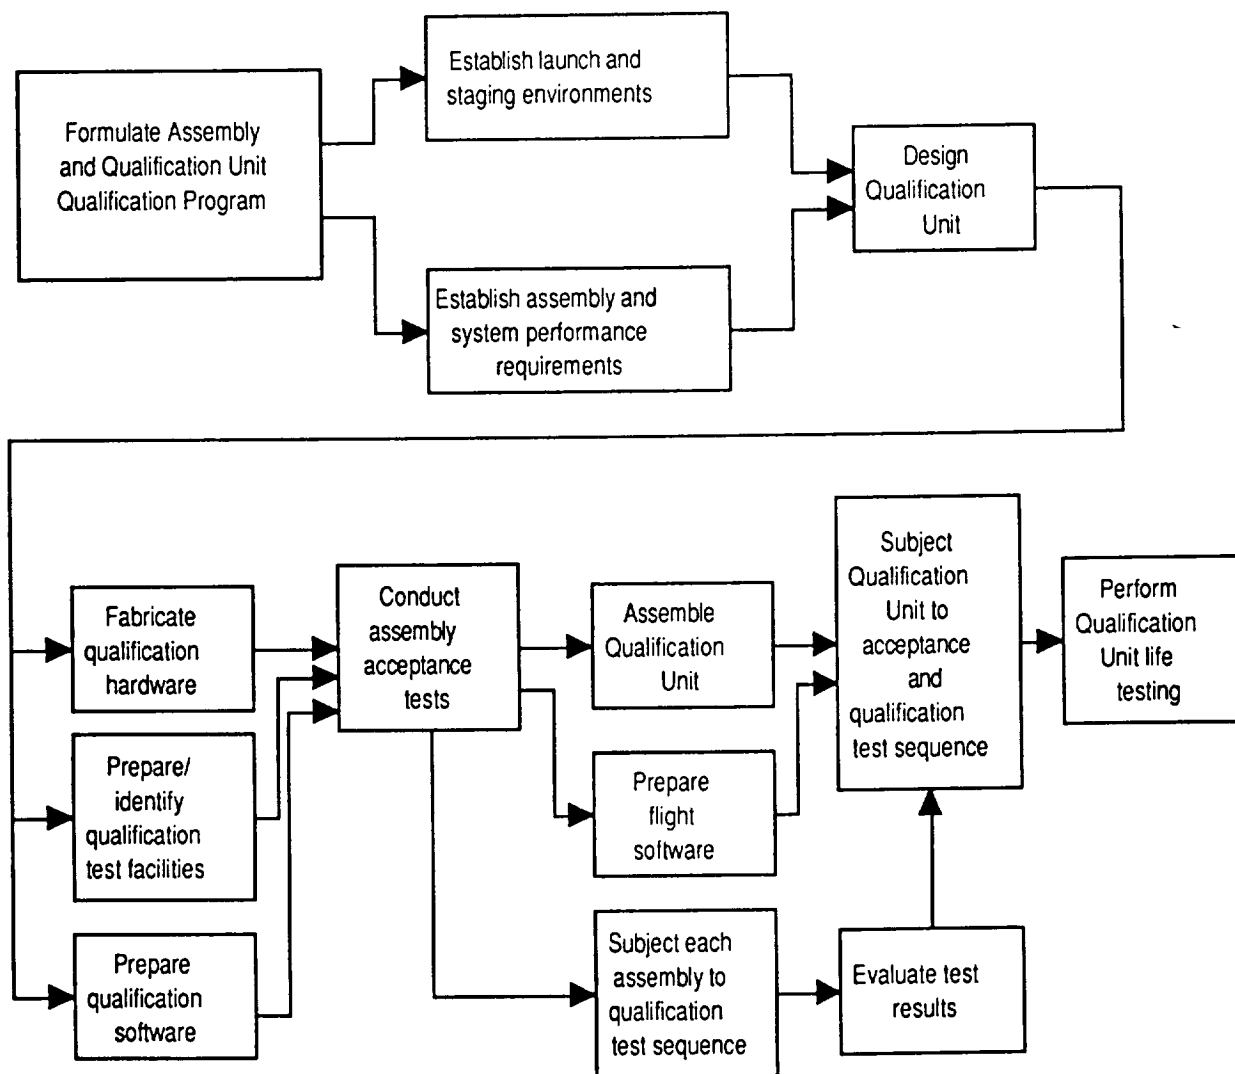 Formulate Assembly
and Qualification Unit
Qualification Program
Establish launch and
staging environments
Establish assembly and
system performance
requirements
Design
Qualification
Unit
Fabricate
qualification
hardware
Prepare/
identify
qualification
test facilities
Prepare
qualification
software
Conduct
assembly
acceptance
tests
Assemble
Qualification
Unit
Prepare
flight
software
Subject each
assembly to
qualification
test sequence
Evaluate test
results
Subject
Qualification
Unit to
acceptance
and
qualification
test sequence
Perform
Qualification
Unit life
testing